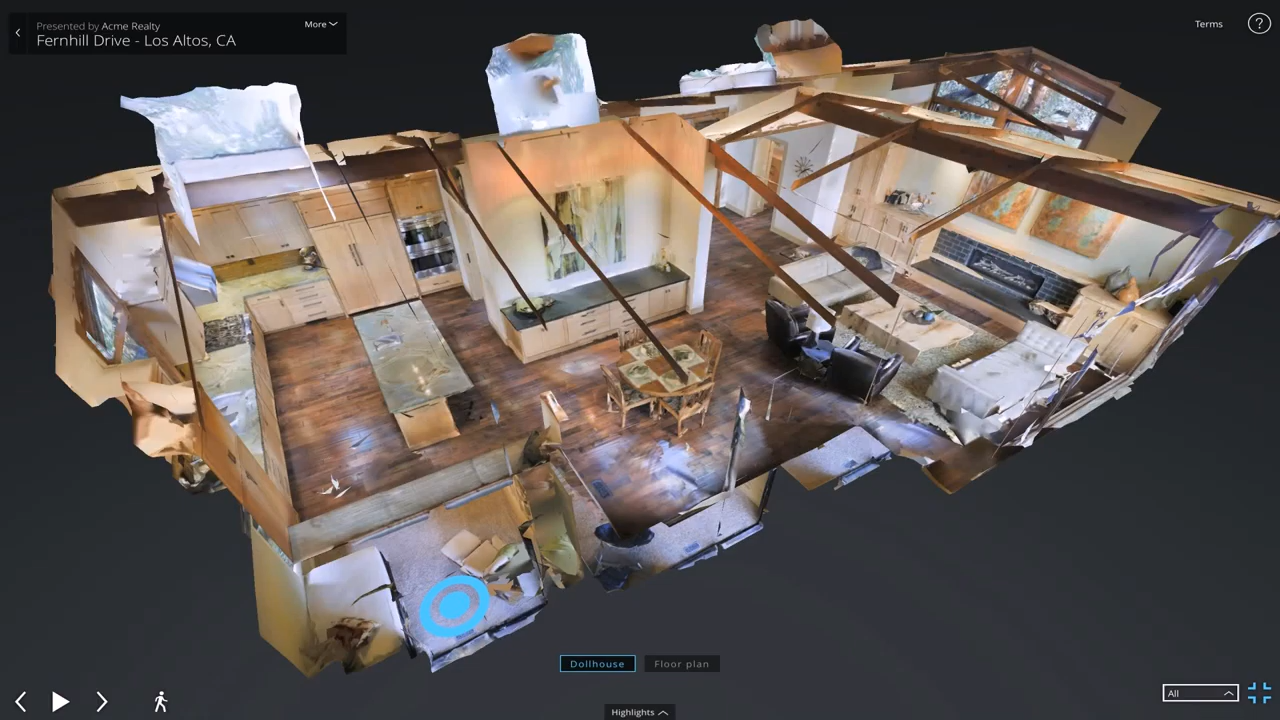 Presented by Acme Realty
Fernhill Drive - Los Altos, CA
More
Terms
?
Dollhouse
Floor plan
All
Highlights